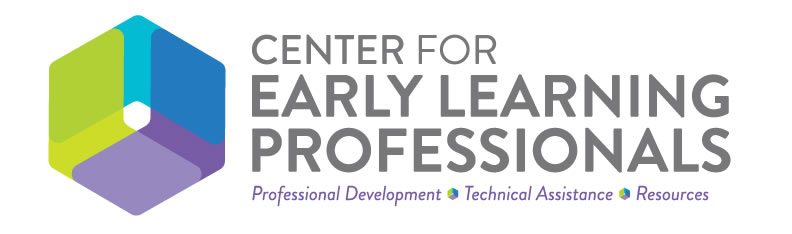 CENTER FOR
EARLY LEARNING
PROFESSIONALS
Professional Development Technical Assistance Resources